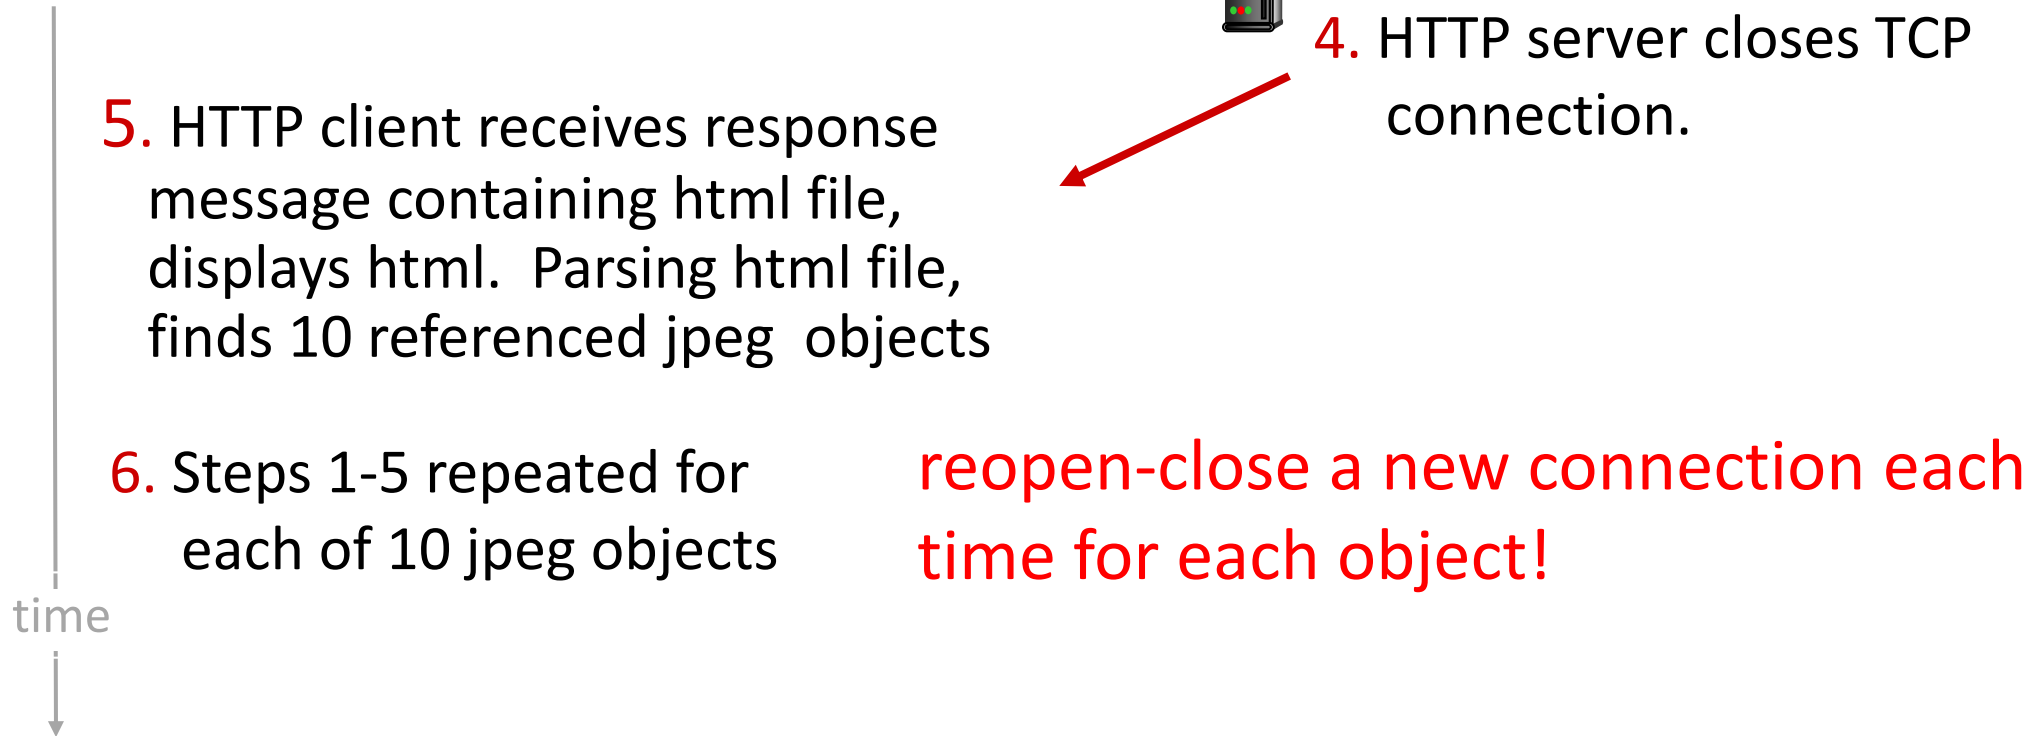 4. HTTP server closes TCP
connection.
5. HTTP client receives response
message containing html file,
displays html.  Parsing html file,
finds 10 referenced jpeg  objects
6. Steps 1-5 repeated for
each of 10 jpeg objects
reopen-close a new connection each
time for each object!
time